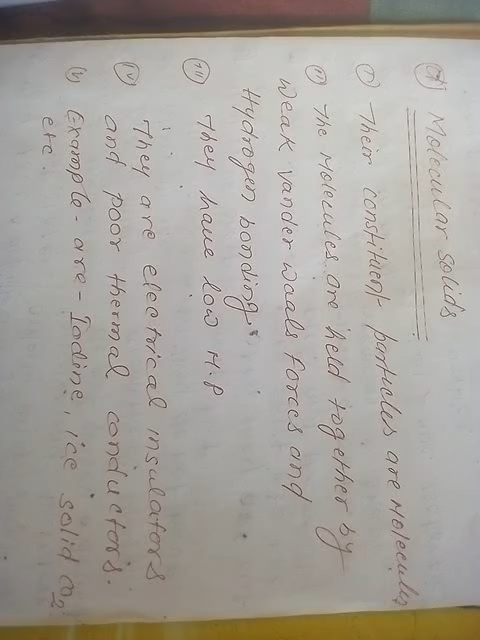 (d) Molecular Solids
(i) Their constituent particles are Molecules
(ii) The Molecules are held together by
weak vander waals forces and
Hydrogen bonding.
(iii) They have low M.P
(iv) They are electrical insulators
and poor thermal conductors.
(v) Example - are - Iodine, ice solid CO2
etc.